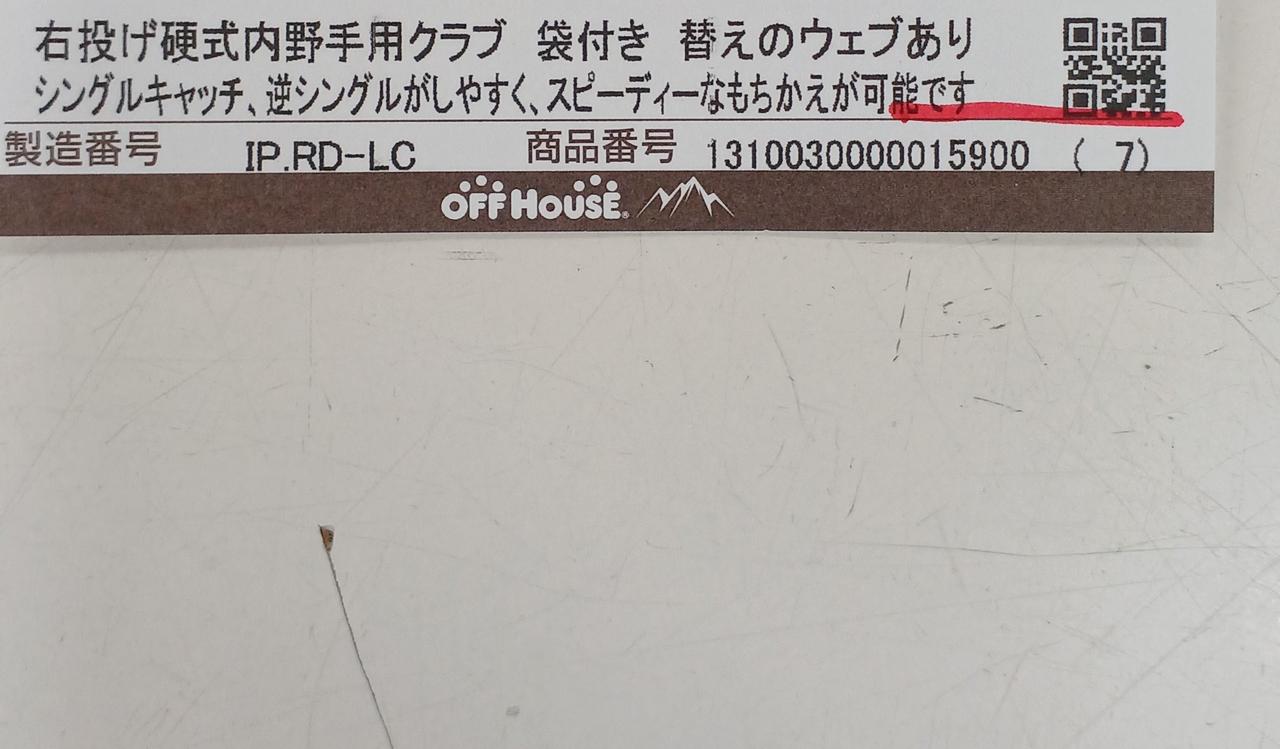 右投げ硬式内野手用クラブ 袋付き 替えのウェブあり
シングルキャッチ、逆シングルがしやすく、スピーディーなもちかえが可能です
製造番号 IP.RD-LC 商品番号 1310030000015900 ( 7)
OFF HOUSE